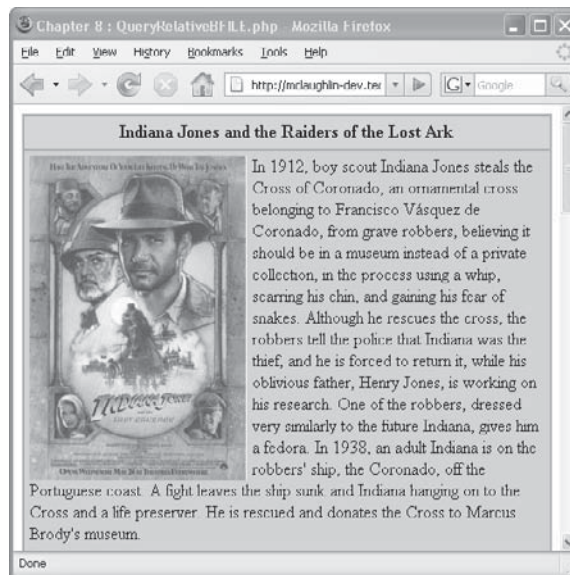 Chapter 8 : QueryRelativeBFILE.php - Mozilla Firefox
File Edit View History Bookmarks Tools Help
http://mclaughlin-dev.tec
G Google
Indiana Jones and the Raiders of the Lost Ark
In 1912, boy scout Indiana Jones steals the
Cross of Coronado, an ornamental cross
belonging to Francisco Vásquez de
Coronado, from grave robbers, believing it
should be in a museum instead of a private
collection, in the process using a whip,
scarring his chin, and gaining his fear of
snakes. Although he rescues the cross, the
robbers tell the police that Indiana was the
thief, and he is forced to return it, while his
oblivious father, Henry Jones, is working on
his research. One of the robbers, dressed
very similarly to the future Indiana, gives him
a fedora. In 1938, an adult Indiana is on the
robbers' ship, the Coronado, off the
Portuguese coast. A fight leaves the ship sunk and Indiana hanging on to the
Cross and a life preserver. He is rescued and donates the Cross to Marcus
Brody's museum.
INDIANA JONES
LAST CRUSADE
Done